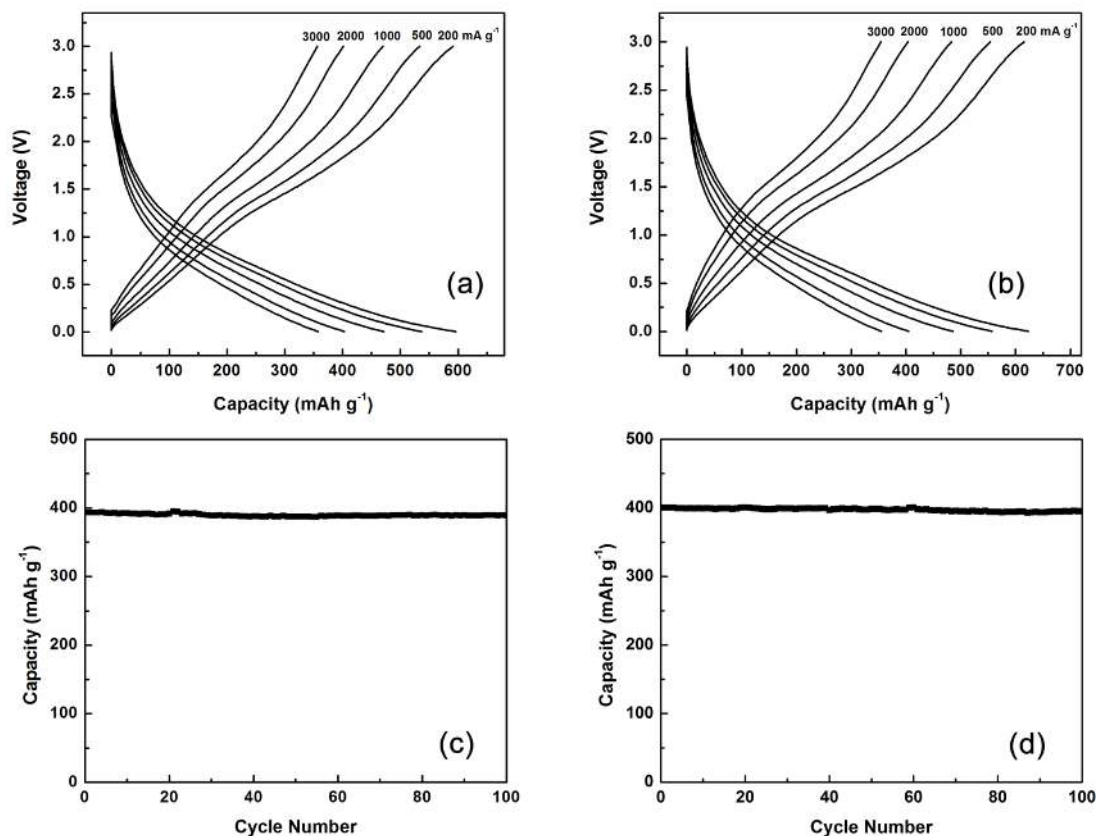 3000 2000 1000 500 200 mA g⁻¹
3.0
2.5
2.0
1.5
1.0
0.5
0.0
Voltage (V)
(a)
0 100 200 300 400 500 600
Capacity (mAh g⁻¹)
3000 2000 1000 500 200 mA g⁻¹
3.0
2.5
2.0
1.5
1.0
0.5
0.0
Voltage (V)
(b)
0 100 200 300 400 500 600 700
Capacity (mAh g⁻¹)
500
400
300
200
100
0
Capacity (mAh g⁻¹)
(c)
0 20 40 60 80 100
Cycle Number
500
400
300
200
100
0
Capacity (mAh g⁻¹)
(d)
0 20 40 60 80 100
Cycle Number